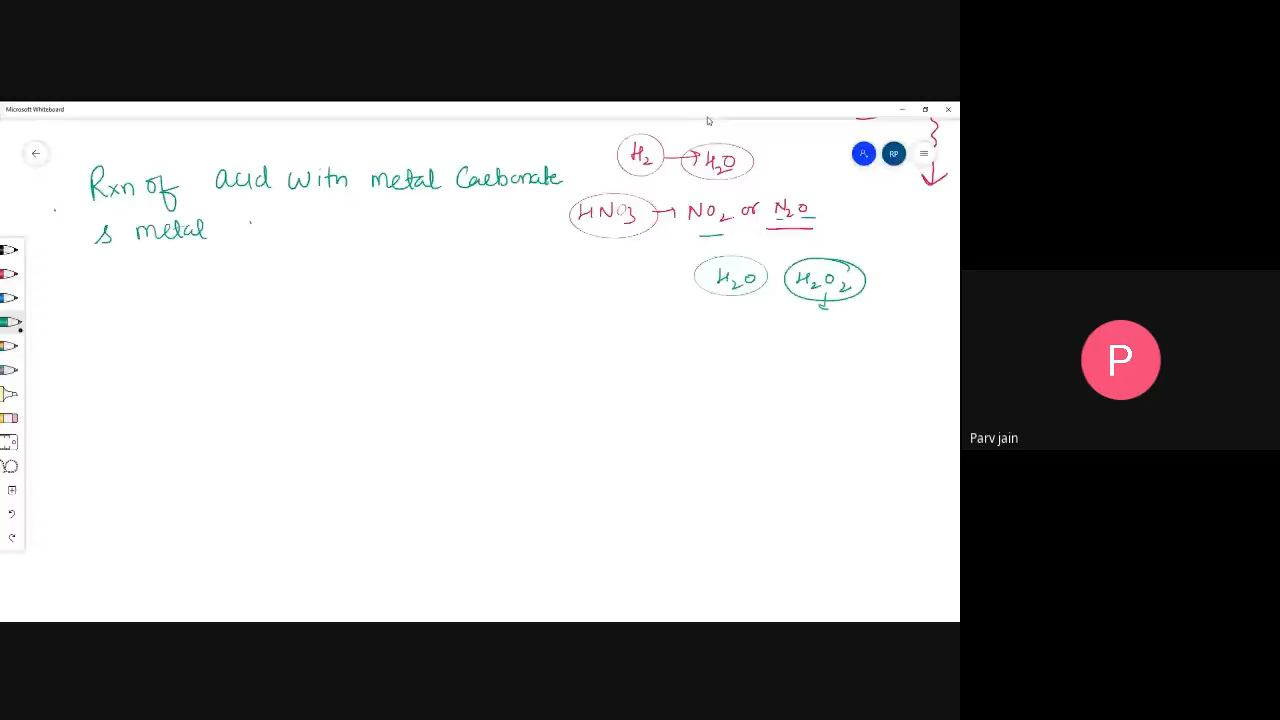 Microsoft Whiteboard
H2 → H2O
RP
Rxn of acid with metal Carbonate
HNO3 → NO2 or N2O
s metal
H2O H2O2
P
Parv jain